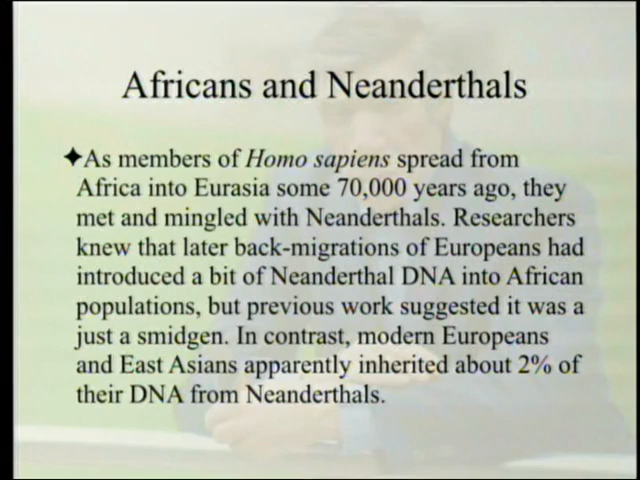 Africans and Neanderthals
✦As members of Homo sapiens spread from
Africa into Eurasia some 70,000 years ago, they
met and mingled with Neanderthals. Researchers
knew that later back-migrations of Europeans had
introduced a bit of Neanderthal DNA into African
populations, but previous work suggested it was a
just a smidgen. In contrast, modern Europeans
and East Asians apparently inherited about 2% of
their DNA from Neanderthals.